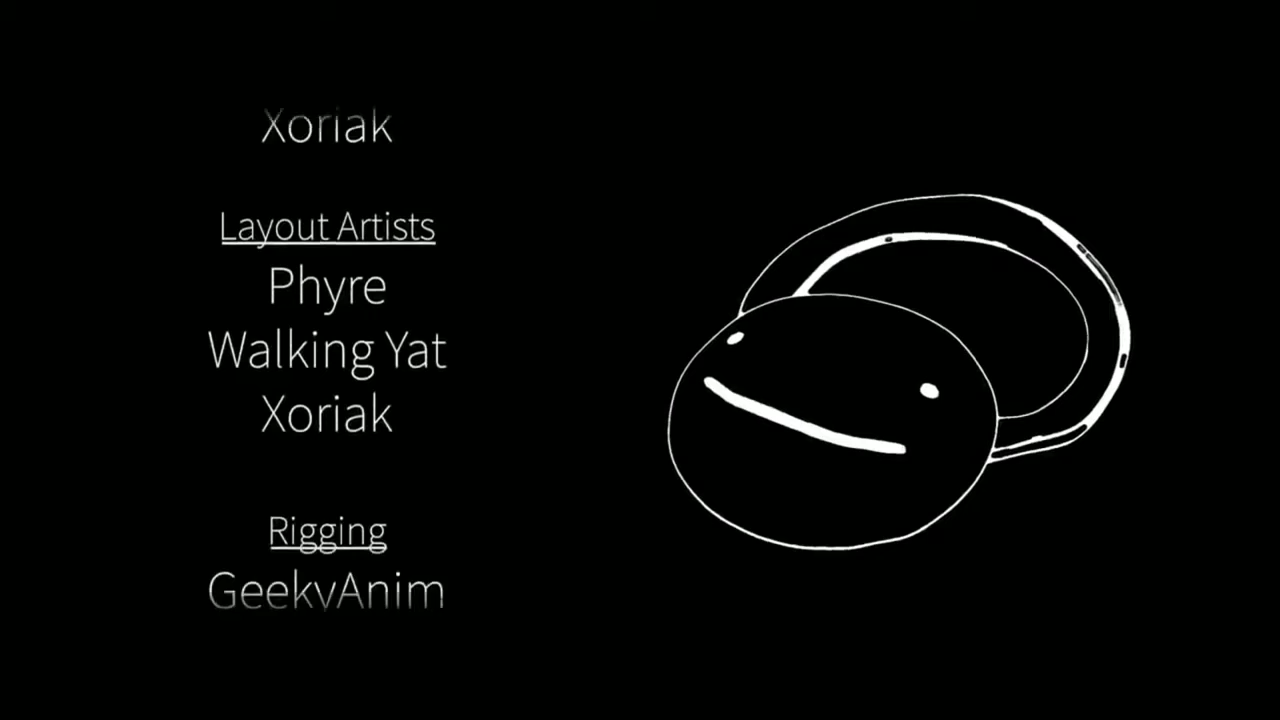 Xoriak
Layout Artists
Phyre
Walking Yat
Xoriak
Rigging
GeekyAnim